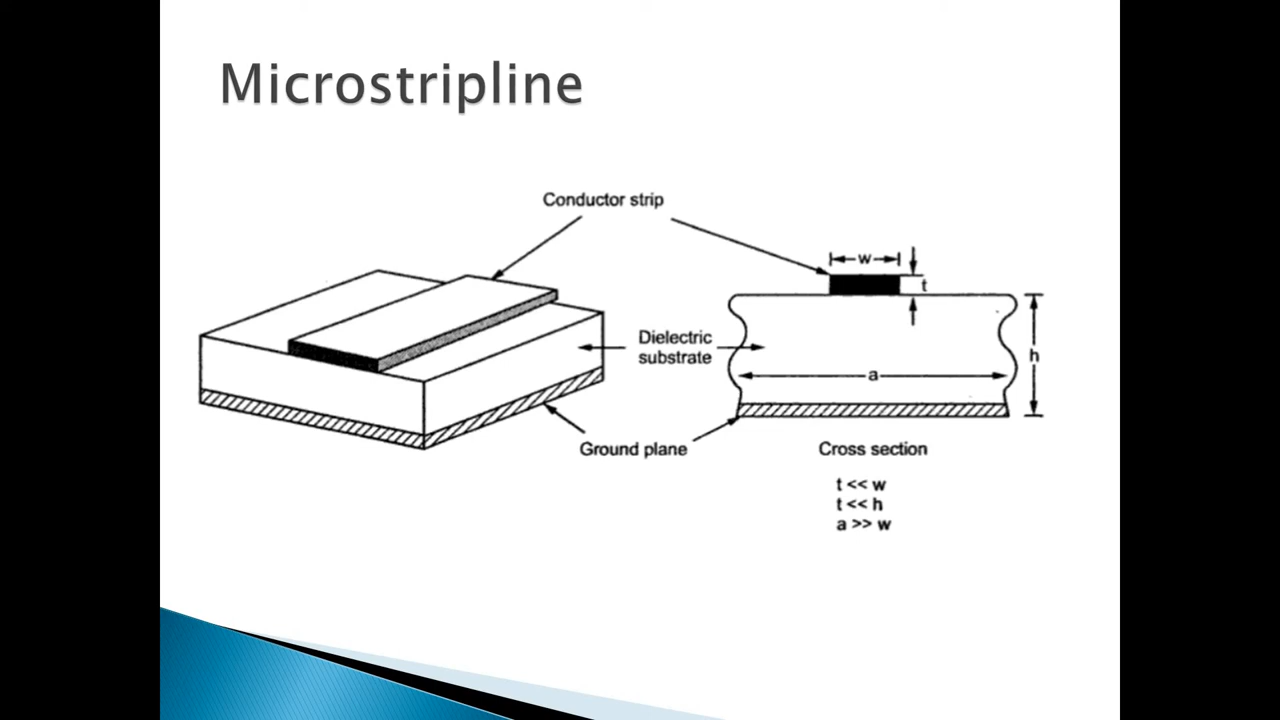 Microstripline
Conductor strip
w
t
Dielectric
substrate
a
h
Ground plane
Cross section
t << w
t << h
a >> w